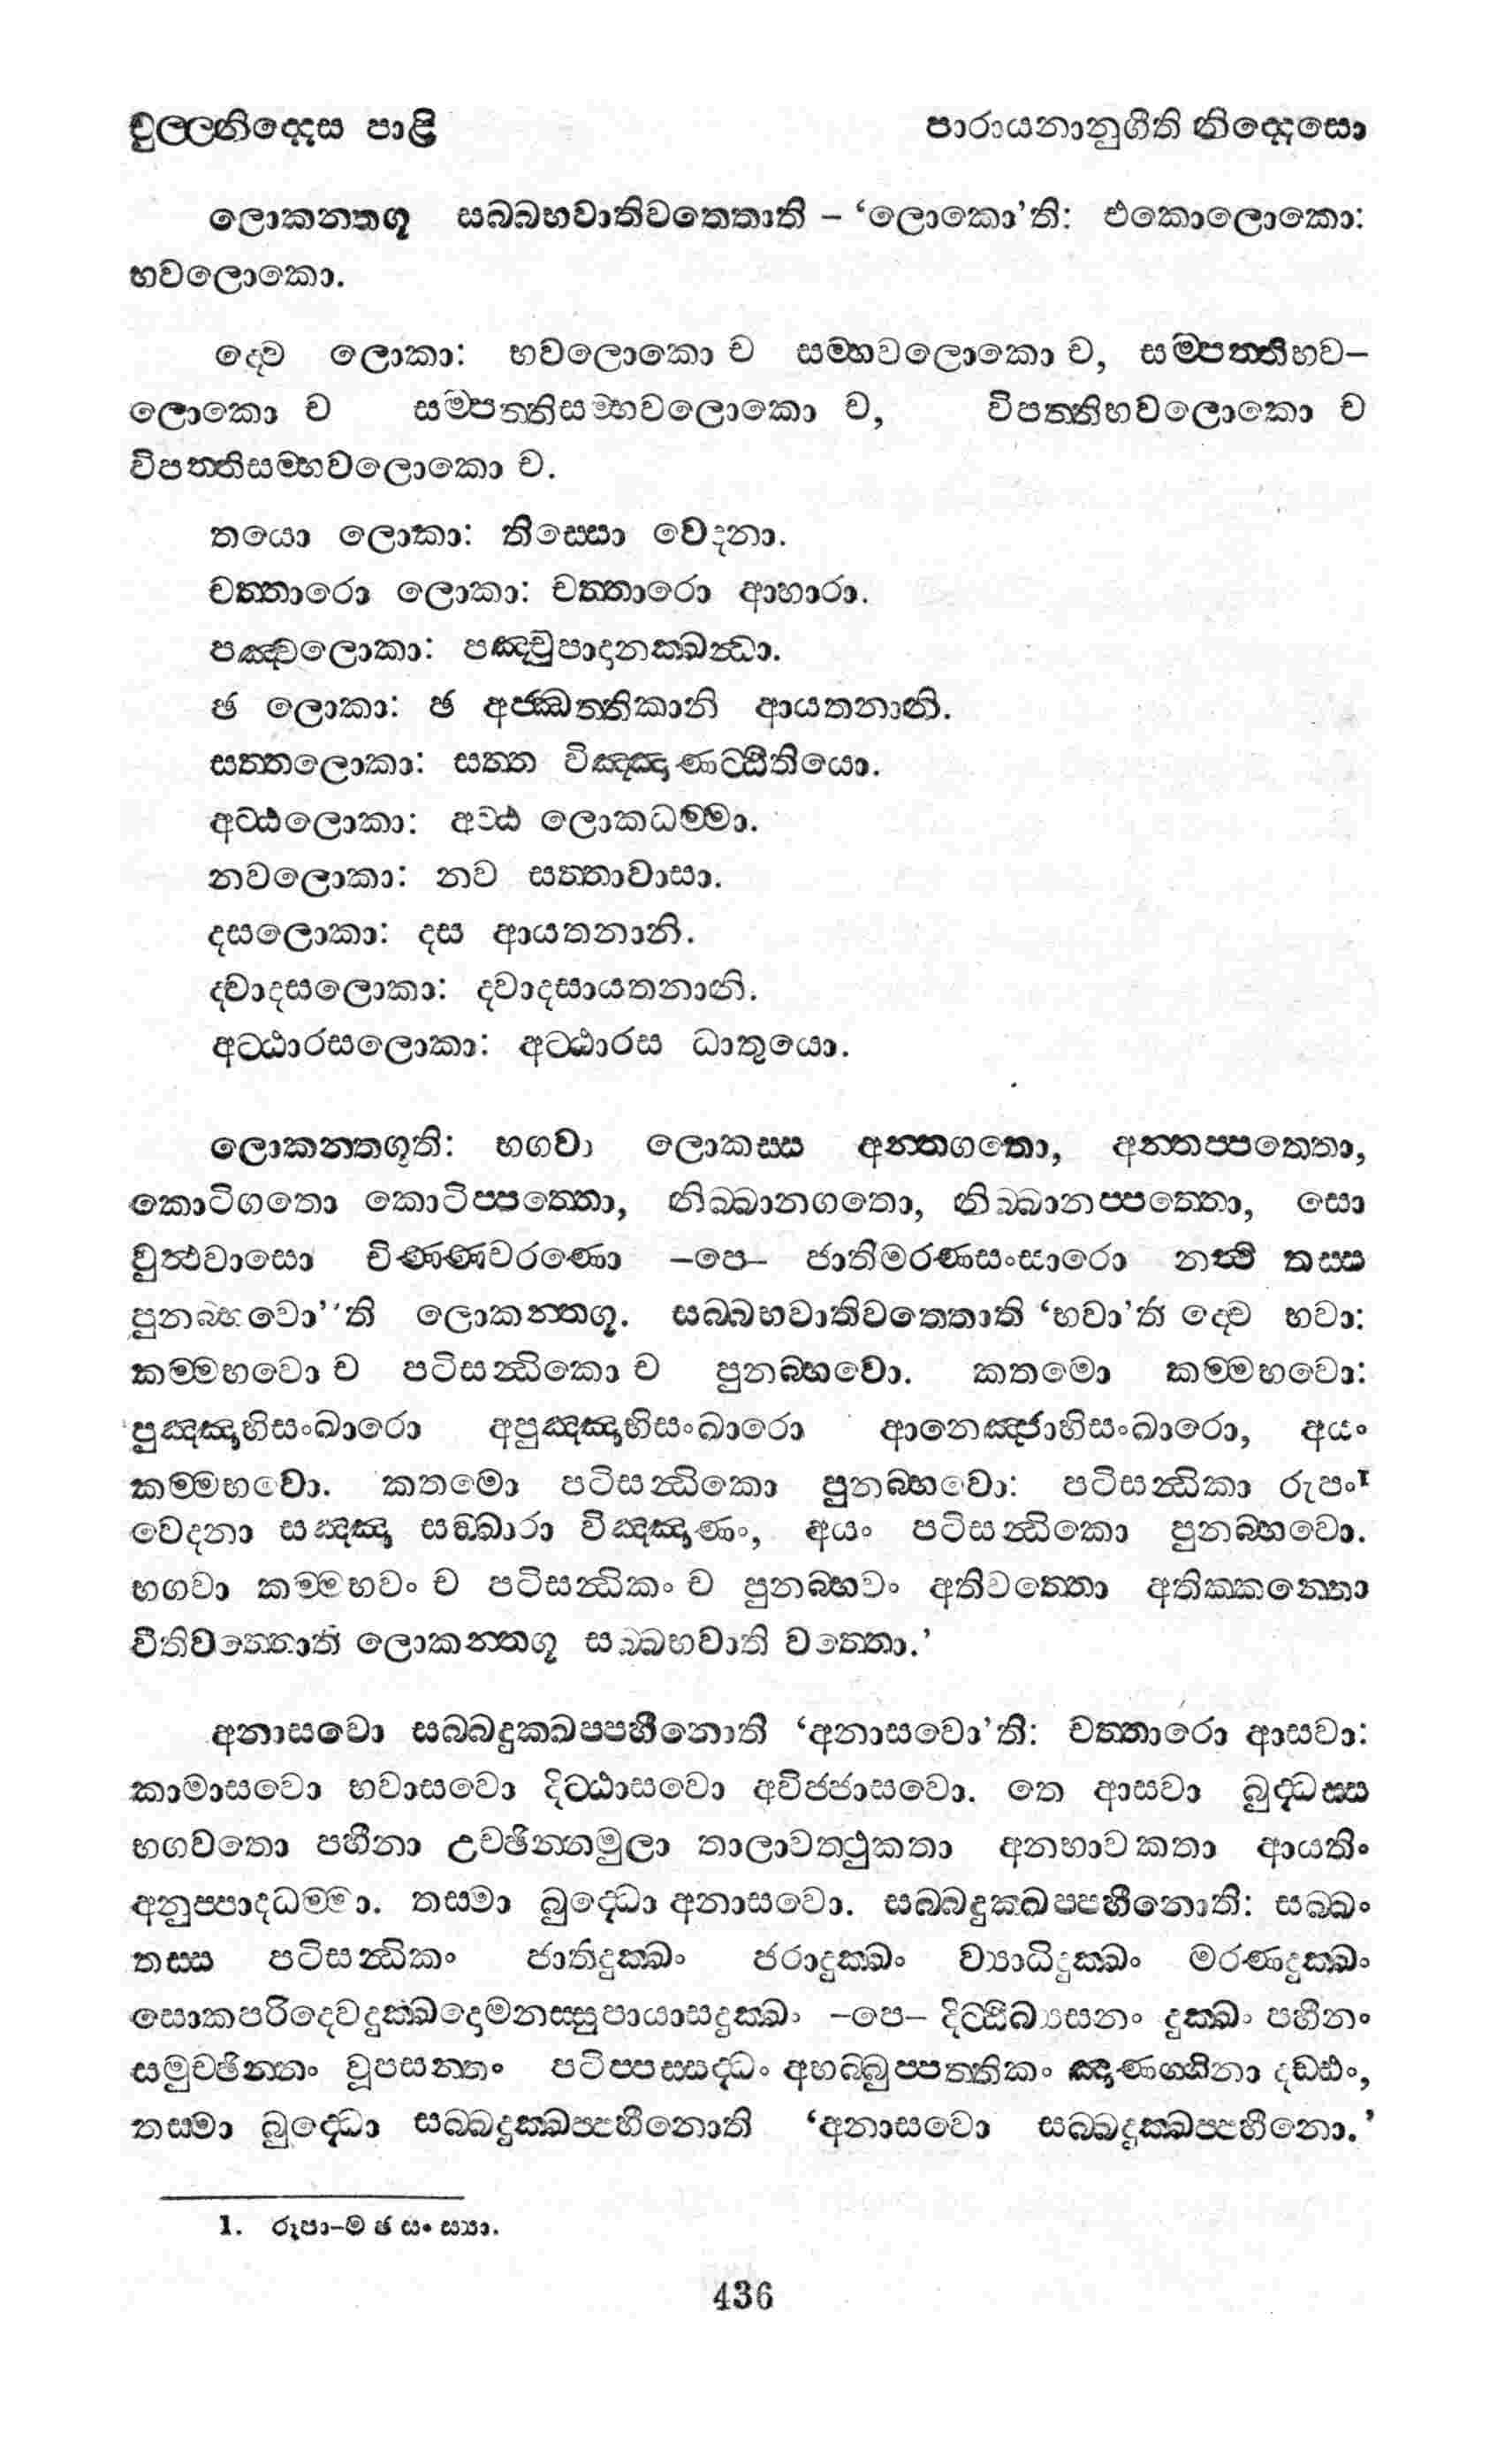 චුල්ලනිද්දෙස පාළි
පාරායනානුගීති නිද්දෙසො
ලොකන්තගූ සබ්බභවාතිවත්තොති – ‘ලොකො’ති: එකොලොකො:
භවලොකො.
ද්වෙ ලොකා: භවලොකො ච සම්භවලොකො ච, සම්පත්තිභව–
ලොකො ච සම්පත්තිසම්භවලොකො ච, විපත්තිභවලොකො ච
විපත්තිසම්භවලොකො ච.
තයො ලොකා: තිස්සො වෙදනා.
චත්තාරො ලොකා: චත්තාරො ආහාරා.
පඤ්චලොකා: පඤ්චුපාදානක්ඛන්ධා.
ඡ ලොකා: ඡ අජ්ඣත්තිකානි ආයතනානි.
සත්තලොකා: සත්ත විඤ්ඤාණට්ඨිතියො.
අට්ඨලොකා: අට්ඨ ලොකධම්මා.
නවලොකා: නව සත්තාවාසා.
දසලොකා: දස ආයතනානි.
ද්වාදසලොකා: ද්වාදසායතනානි.
අට්ඨාරසලොකා: අට්ඨාරස ධාතුයො.
ලොකන්තගූති: භගවා ලොකස්ස අන්තගතො, අන්තප්පත්තො,
කොටිගතො කොටිප්පත්තො, නිබ්බානගතො, නිබ්බානප්පත්තො, සො
වුත්ථවාසො චිණ්ණචරණො –පෙ– ජාතිමරණසංසාරො නත්ථි තස්ස
පුනබ්භවො’'ති ලොකන්තගූ. සබ්බභවාතිවත්තොති ‘භවා’ති ද්වෙ භවා:
කම්මභවො ච පටිසන්ධිකො ච පුනබ්භවො. කතමො කම්මභවො:
පුඤ්ඤාභිසංඛාරො අපුඤ්ඤාභිසංඛාරො ආනෙඤ්ජාභිසංඛාරො, අයං
කම්මභවො. කතමො පටිසන්ධිකො පුනබ්භවො: පටිසන්ධිකා රූපං1
වෙදනා සඤ්ඤා සඞ්ඛාරා විඤ්ඤාණං, අයං පටිසන්ධිකො පුනබ්භවො.
භගවා කම්මභවං ච පටිසන්ධිකං ච පුනබ්භවං අතිවත්තො අතික්කන්තො
වීතිවත්තොති ලොකන්තගූ සබ්බභවාති වත්තො.’
අනාසවො සබ්බදුක්ඛප්පහීනොති ‘අනාසවො’ති: චත්තාරො ආසවා:
කාමාසවො භවාසවො දිට්ඨාසවො අවිජ්ජාසවො. තෙ ආසවා බුද්ධස්ස
භගවතො පහීනා උච්ඡින්නමූලා තාලාවත්ථුකතා අනභාවකතා ආයතිං
අනුප්පාදධම්මා. තස්මා බුද්ධො අනාසවො. සබ්බදුක්ඛප්පහීනොති: සබ්බං
තස්ස පටිසන්ධිකං ජාතිදුක්ඛං ජරාදුක්ඛං ව්‍යාධිදුක්ඛං මරණදුක්ඛං
සොකපරිදෙවදුක්ඛදොමනස්සුපායාසදුක්ඛං –පෙ– දිට්ඨිබ්‍යසනං දුක්ඛං පහීනං
සමුච්ඡින්නං වූපසන්තං පටිප්පස්සද්ධං අභබ්බුප්පත්තිකං ඤාණග්ගිනා දඩ්ඪං,
තස්මා බුද්ධො සබ්බදුක්ඛප්පහීනොති ‘අනාසවො සබ්බදුක්ඛප්පහීනො.’
1. රූපා–ම ඡ සං ස්‍යා.
436